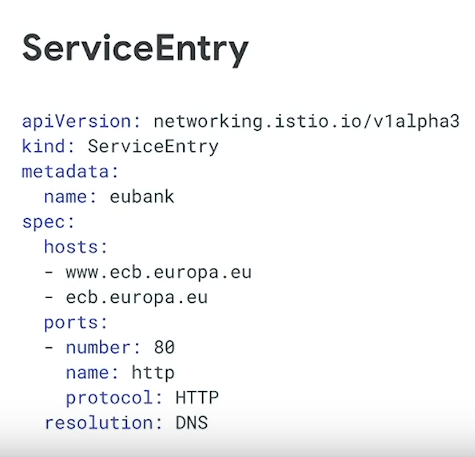 ServiceEntry
apiVersion: networking.istio.io/v1alpha3
kind: ServiceEntry
metadata:
  name: eubank
spec:
  hosts:
  - www.ecb.europa.eu
  - ecb.europa.eu
  ports:
  - number: 80
    name: http
    protocol: HTTP
  resolution: DNS